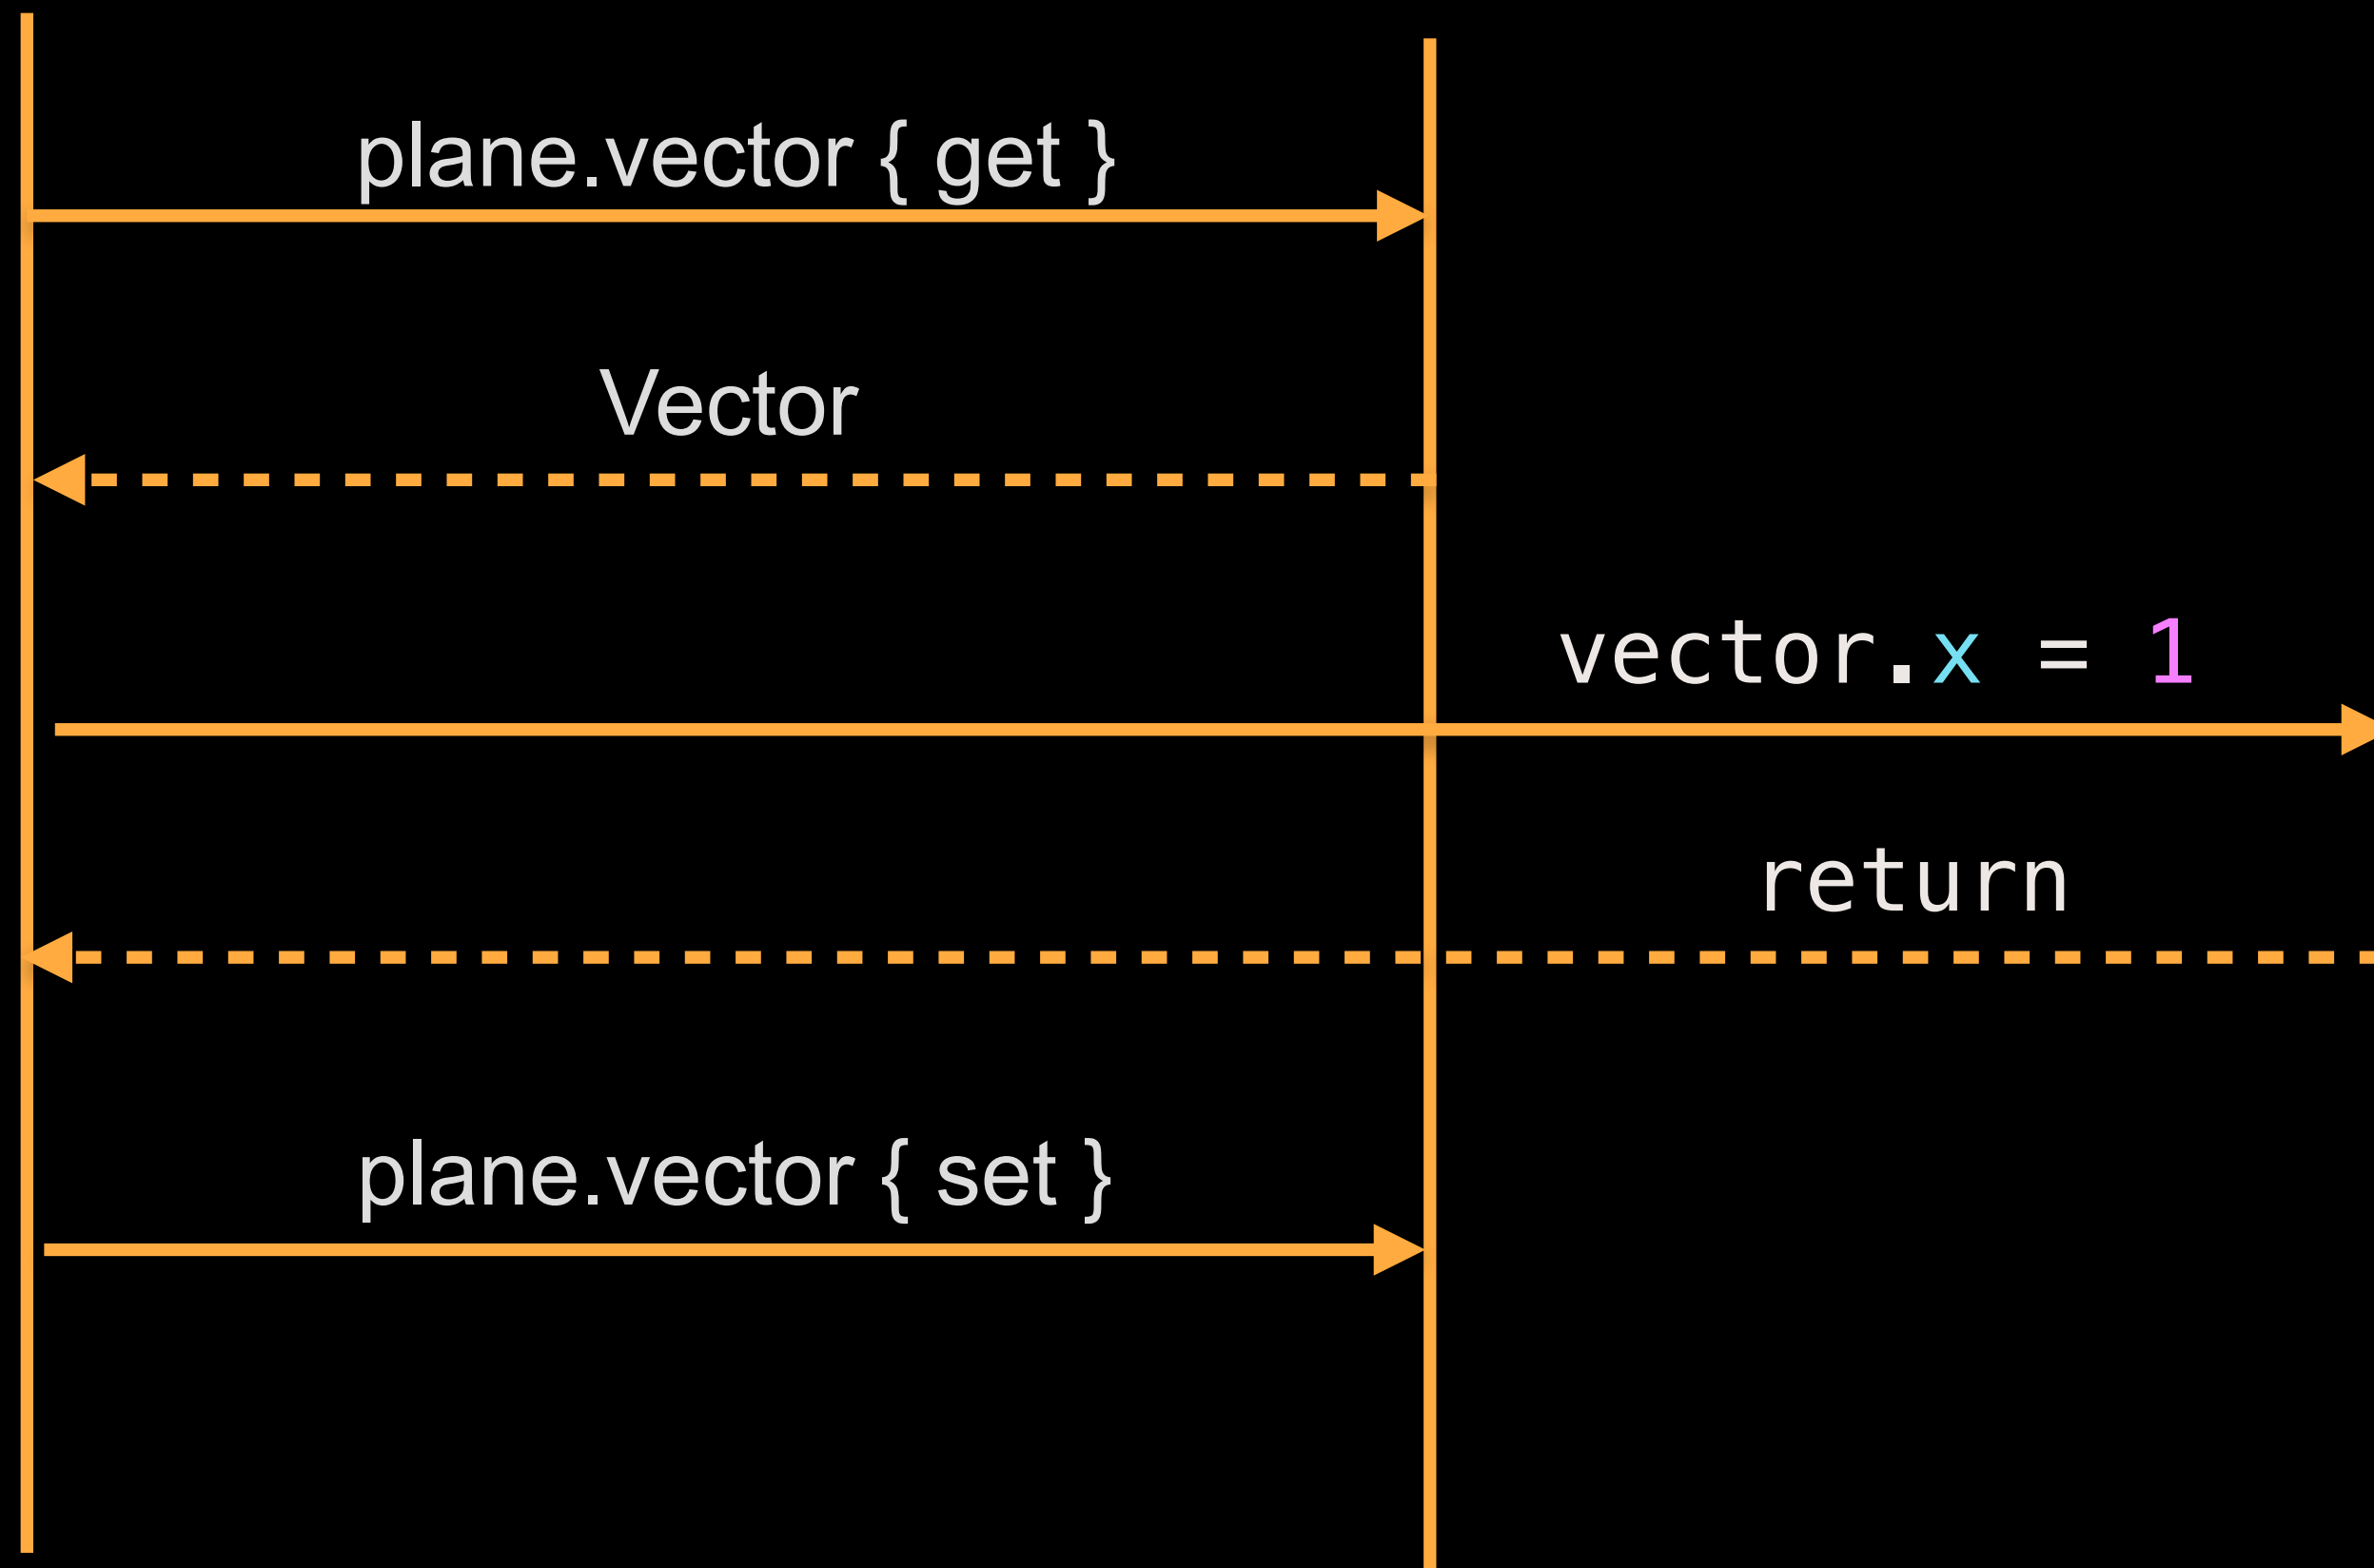 plane.vector { get }
Vector
vector.x = 1
return
plane.vector { set }